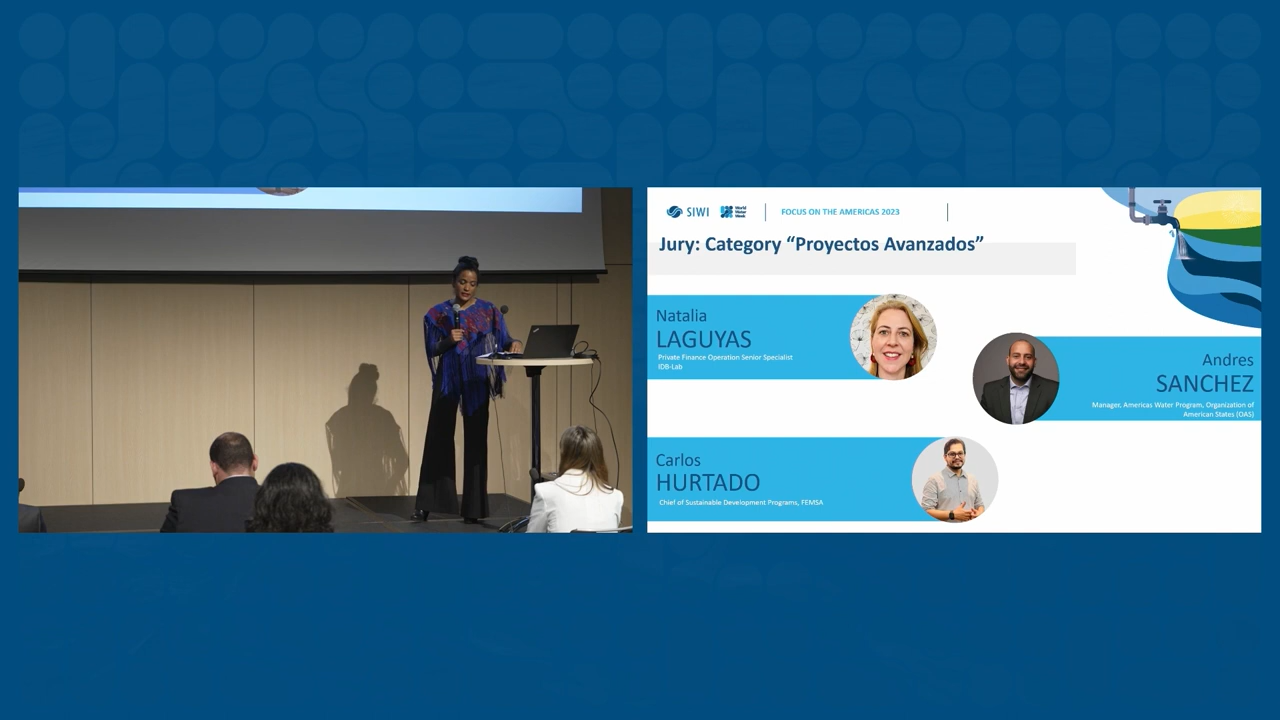 SIWI
World
Water
Week
FOCUS ON THE AMERICAS 2023
Jury: Category “Proyectos Avanzados”
Natalia
LAGUYAS
Private Finance Operation Senior Specialist
IDB-Lab
Andres
SANCHEZ
Manager, Americas Water Program, Organization of
American States (OAS)
Carlos
HURTADO
Chief of Sustainable Development Programs, FEMSA